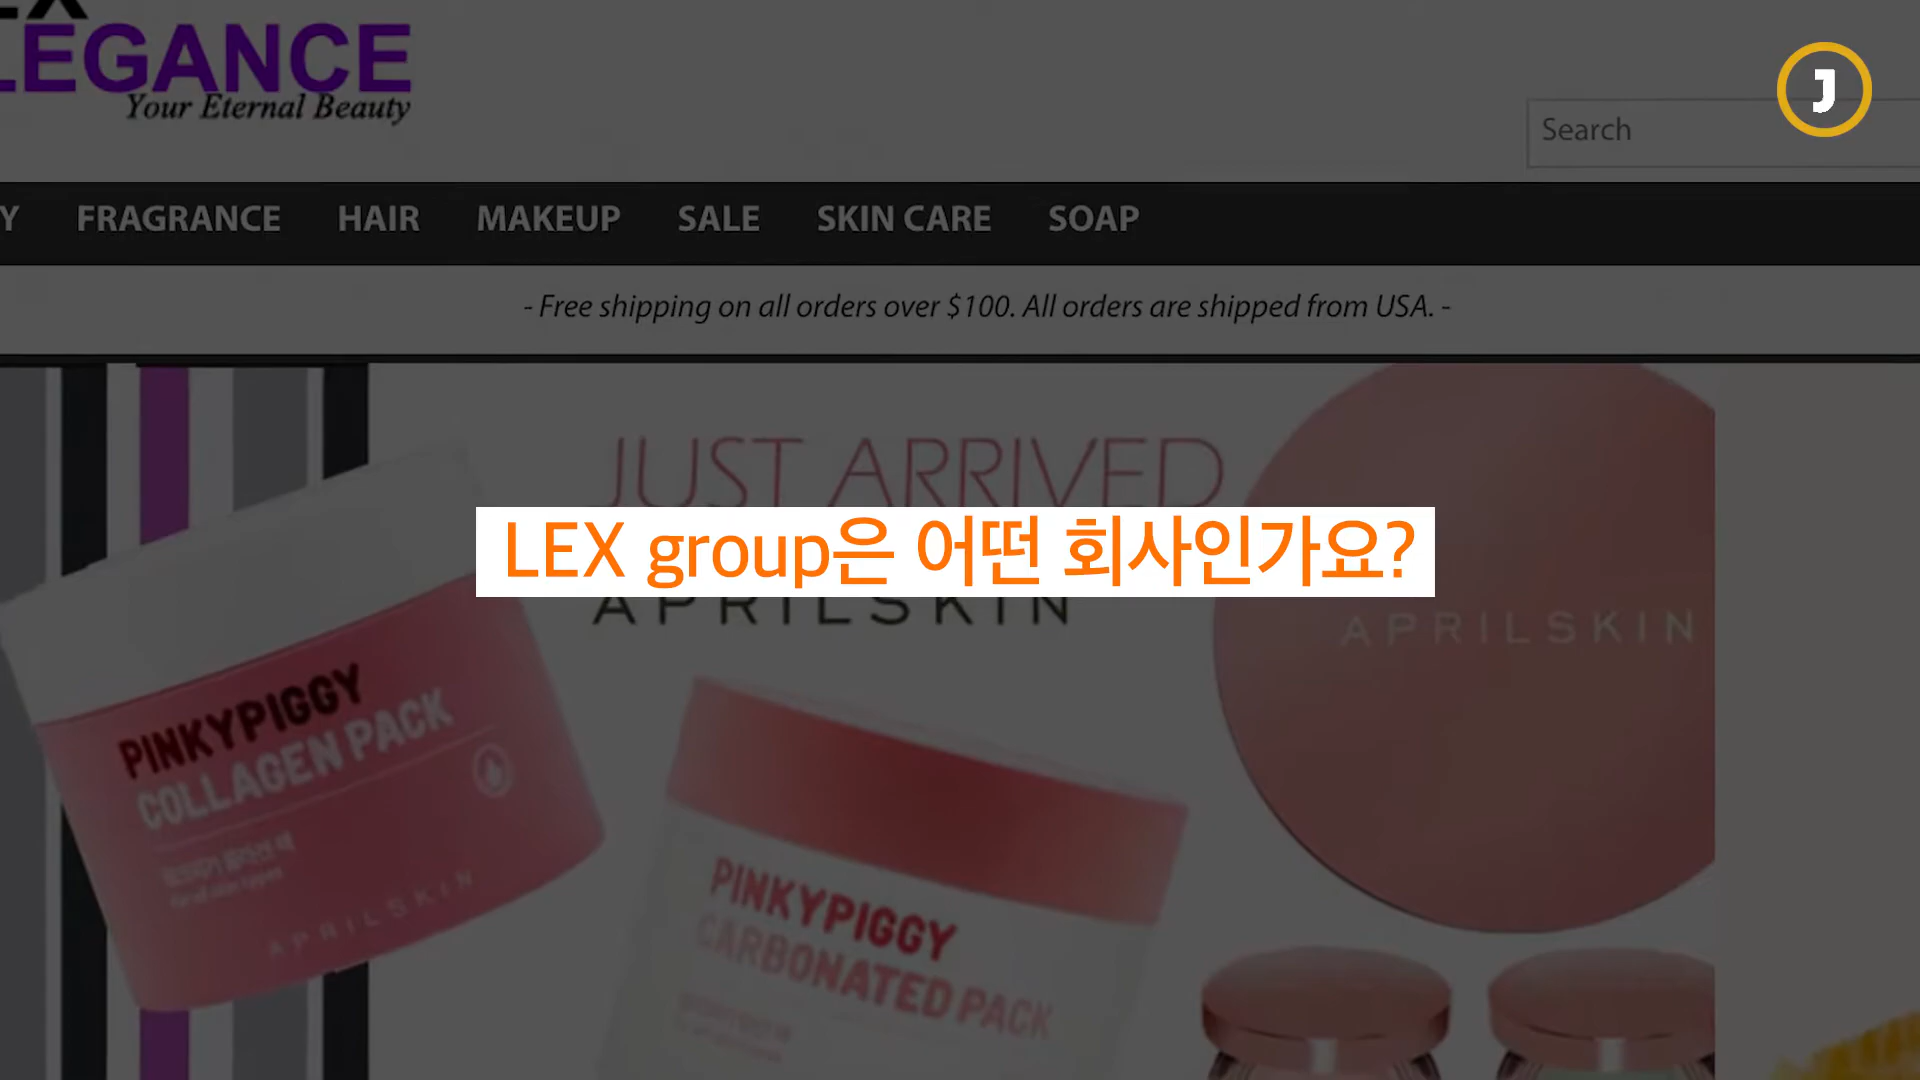 EGANCE
Your Eternal Beauty
J
Search
FRAGRANCE HAIR MAKEUP SALE SKIN CARE SOAP
- Free shipping on all orders over $100. All orders are shipped from USA. -
JUST ARRIVED
LEX group은 어떤 회사인가요?
APRILSKIN
APRILSKIN
PINKYPIGGY
COLLAGEN PACK
APRILSKIN
PINKYPIGGY
CARBONATED PACK